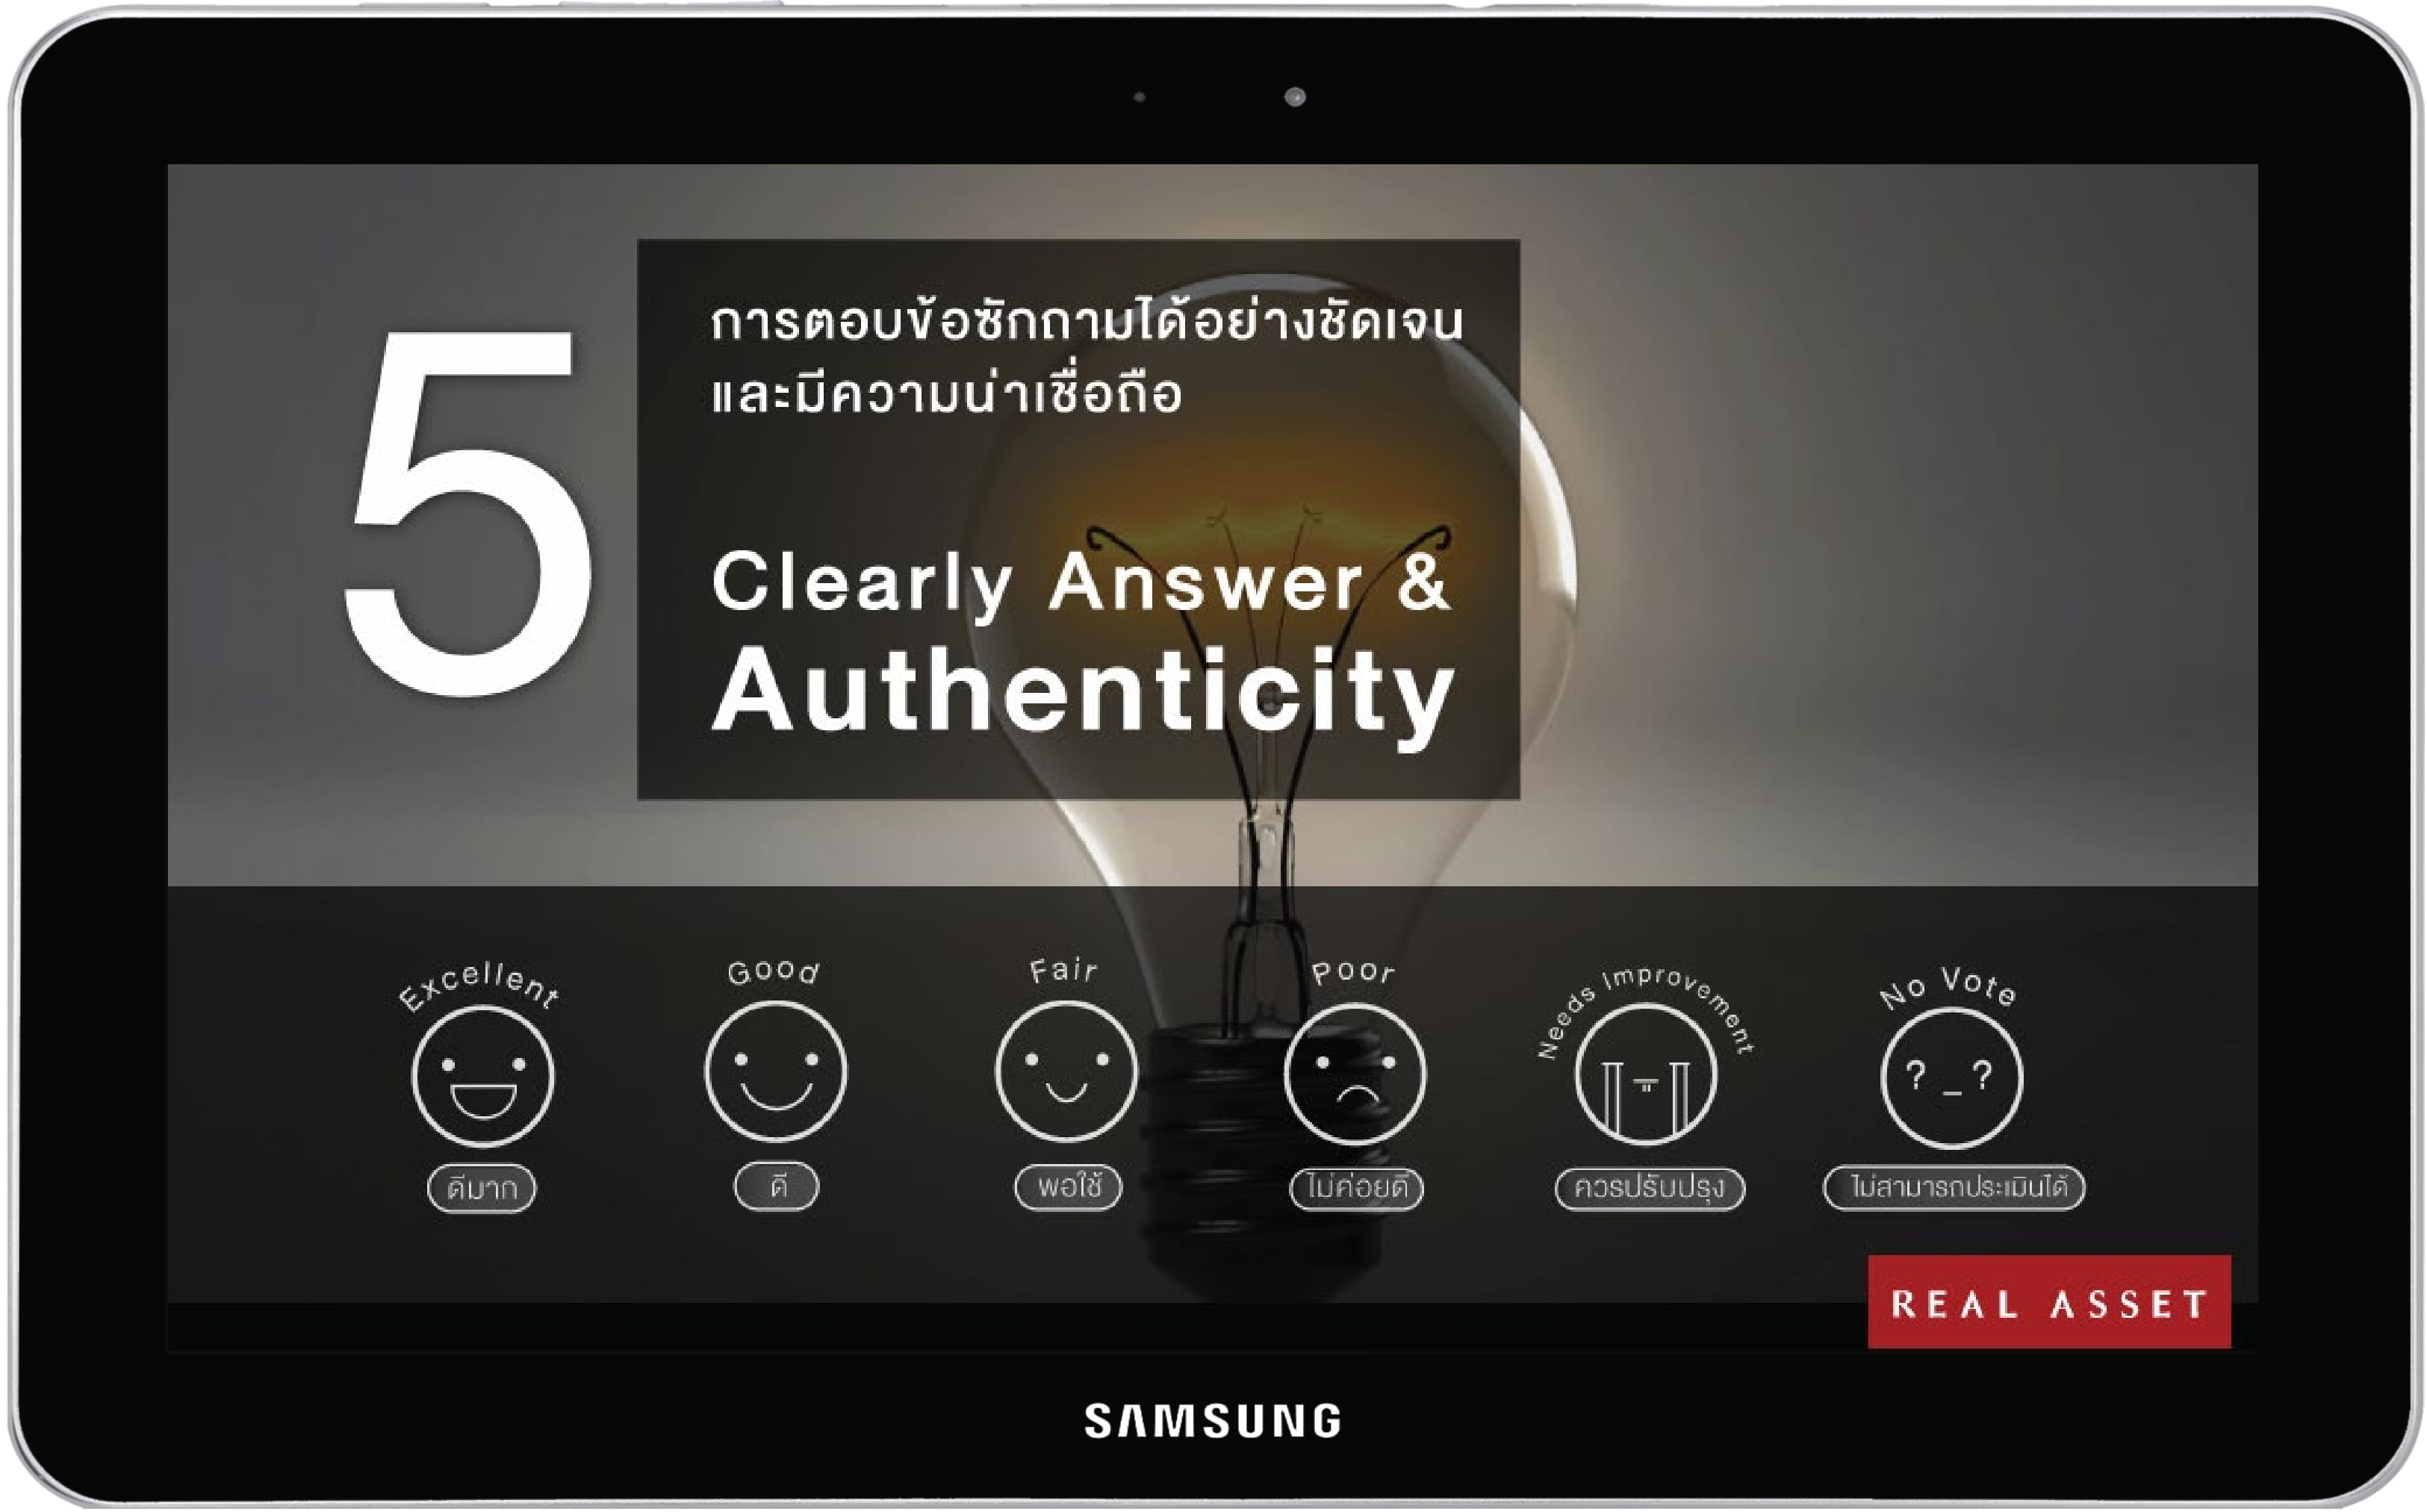 5
การตอบข้อซักถามได้อย่างชัดเจน
และมีความน่าเชื่อถือ
Clearly Answer &
Authenticity
Excellent
Good
Fair
Poor
Needs Improvement
No Vote
? _ ?
ดีมาก
ดี
พอใช้
ไม่ค่อยดี
ควรปรับปรุง
ไม่สามารถประเมินได้
REAL ASSET
SAMSUNG